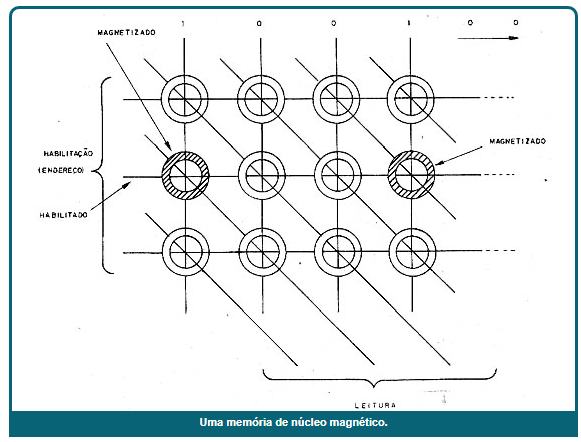 1 0 0 1 0 0
MAGNETIZADO
MAGNETIZADO
HABILITAÇÃO
(ENDEREÇO)
HABILITADO
LEITURA
Uma memória de núcleo magnético.